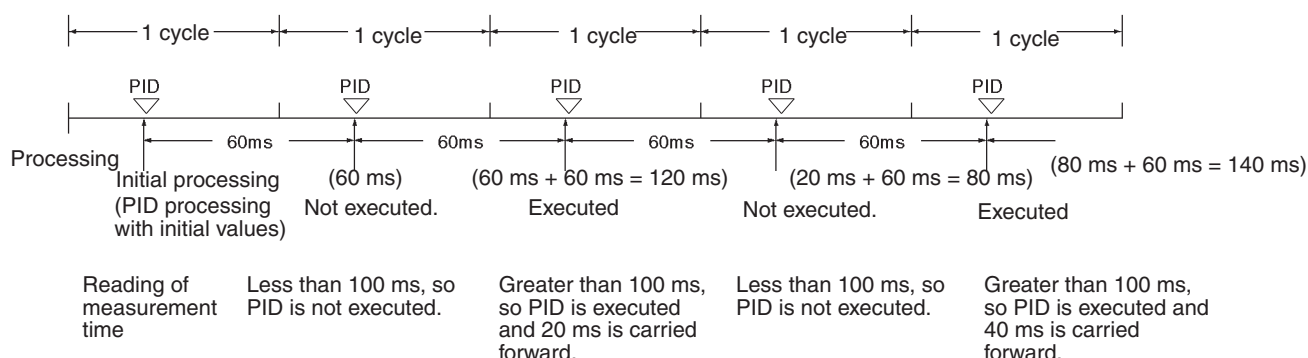 1 cycle 1 cycle 1 cycle 1 cycle 1 cycle
PID PID PID PID PID
60ms 60ms 60ms 60ms
Processing
Initial processing
(PID processing
with initial values)
(60 ms)
Not executed.
(60 ms + 60 ms = 120 ms)
Executed
(20 ms + 60 ms = 80 ms)
Not executed.
(80 ms + 60 ms = 140 ms)
Executed
Reading of
measurement
time
Less than 100 ms, so
PID is not executed.
Greater than 100 ms,
so PID is executed
and 20 ms is carried
forward.
Less than 100 ms, so
PID is not executed.
Greater than 100 ms,
so PID is executed and
40 ms is carried
forward.